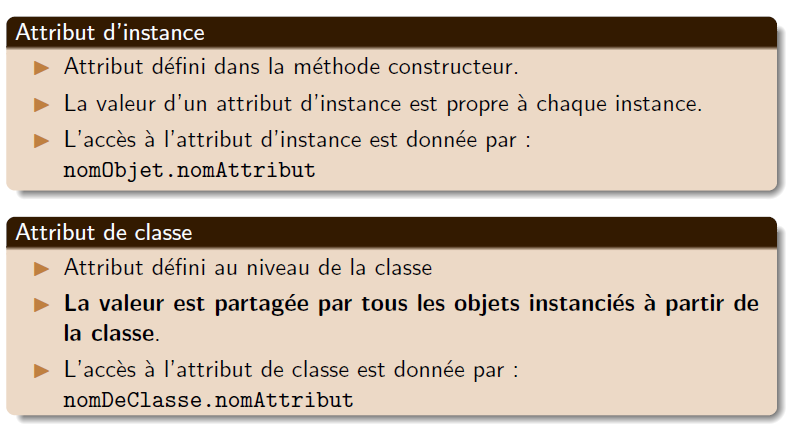 Attribut d'instance
▶ Attribut défini dans la méthode constructeur.
▶ La valeur d'un attribut d'instance est propre à chaque instance.
▶ L'accès à l'attribut d'instance est donnée par :
nomObjet.nomAttribut
Attribut de classe
▶ Attribut défini au niveau de la classe
▶ La valeur est partagée par tous les objets instanciés à partir de
la classe.
▶ L'accès à l'attribut de classe est donnée par :
nomDeClasse.nomAttribut